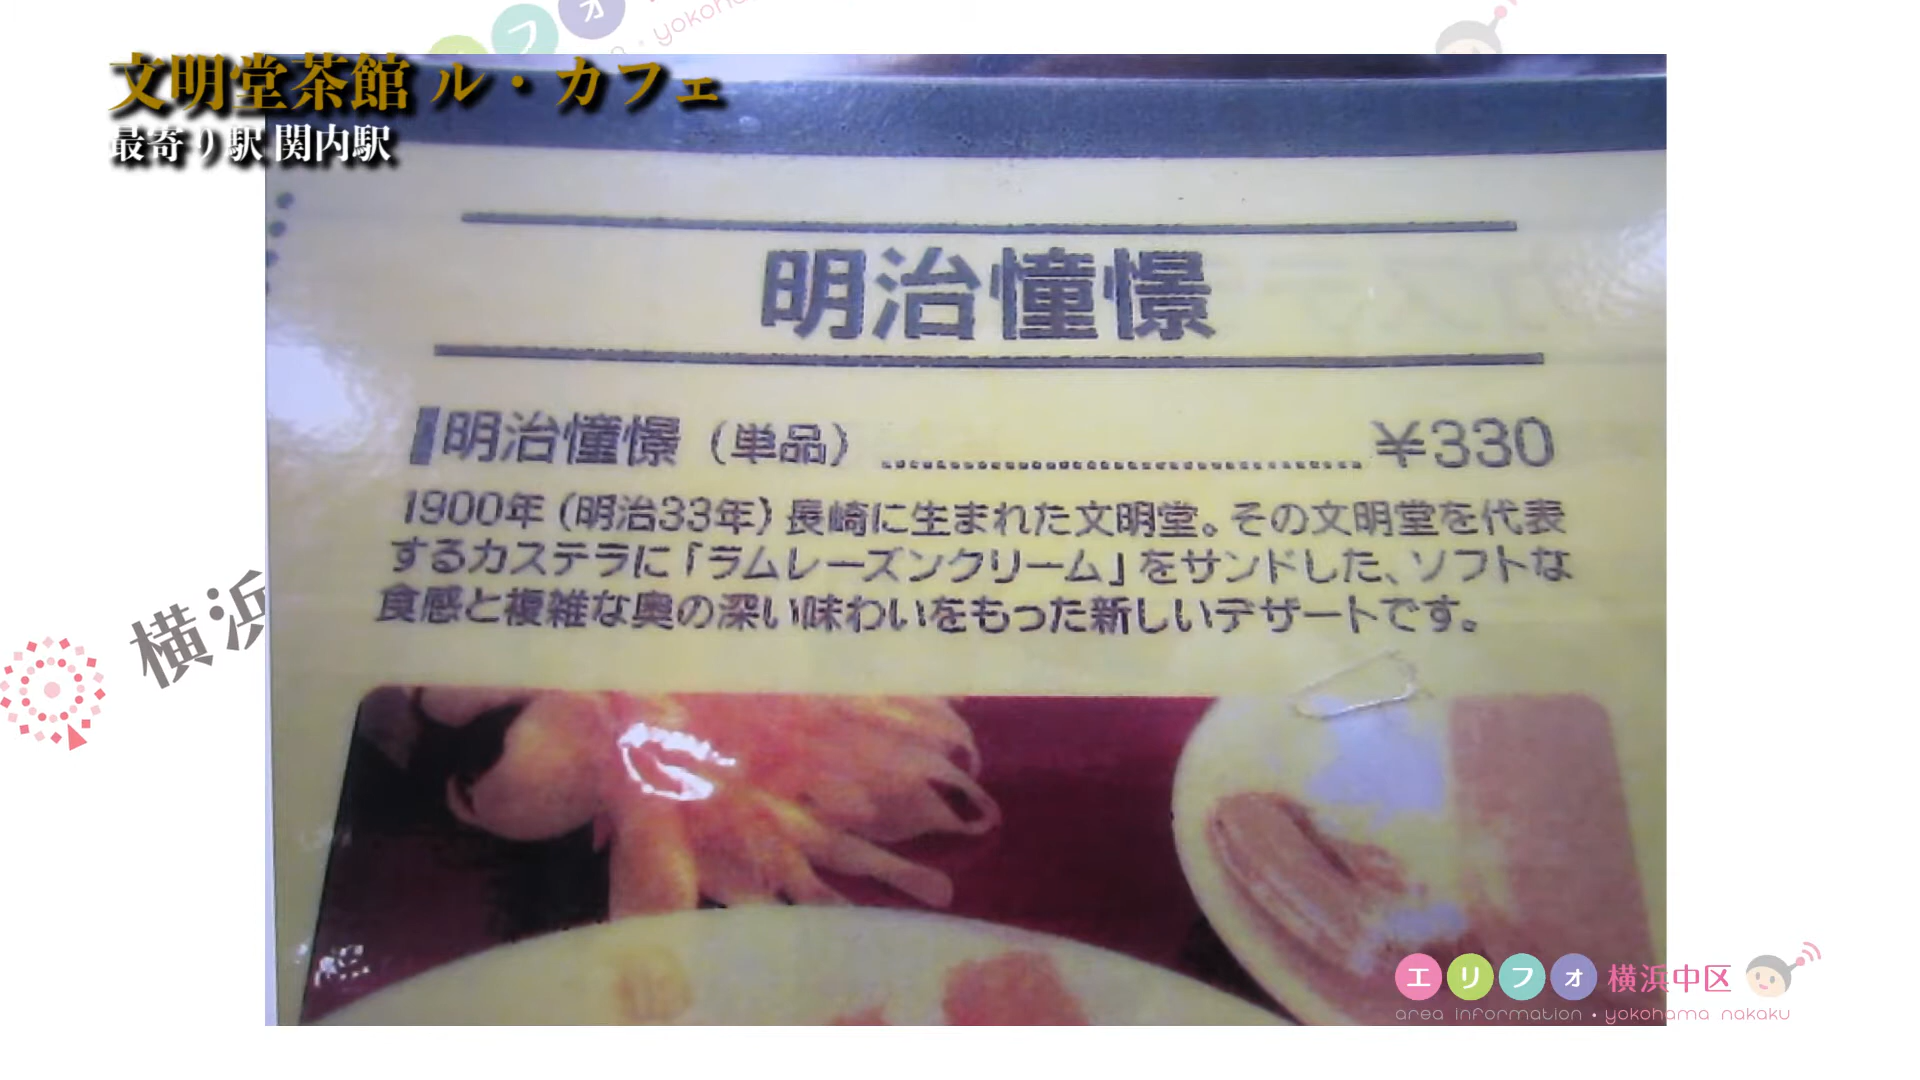 文明堂茶館 ル・カフェ
最寄り駅 関内駅
明治憧憬
明治憧憬（単品） ¥330
1900年（明治33年）長崎に生まれた文明堂。その文明堂を代表
するカステラに「ラムレーズンクリーム」をサンドした、ソフトな
食感と複雑な奥の深い味わいをもった新しいデザートです。
横浜
エリフォ 横浜中区
area information・yokohama nakaku